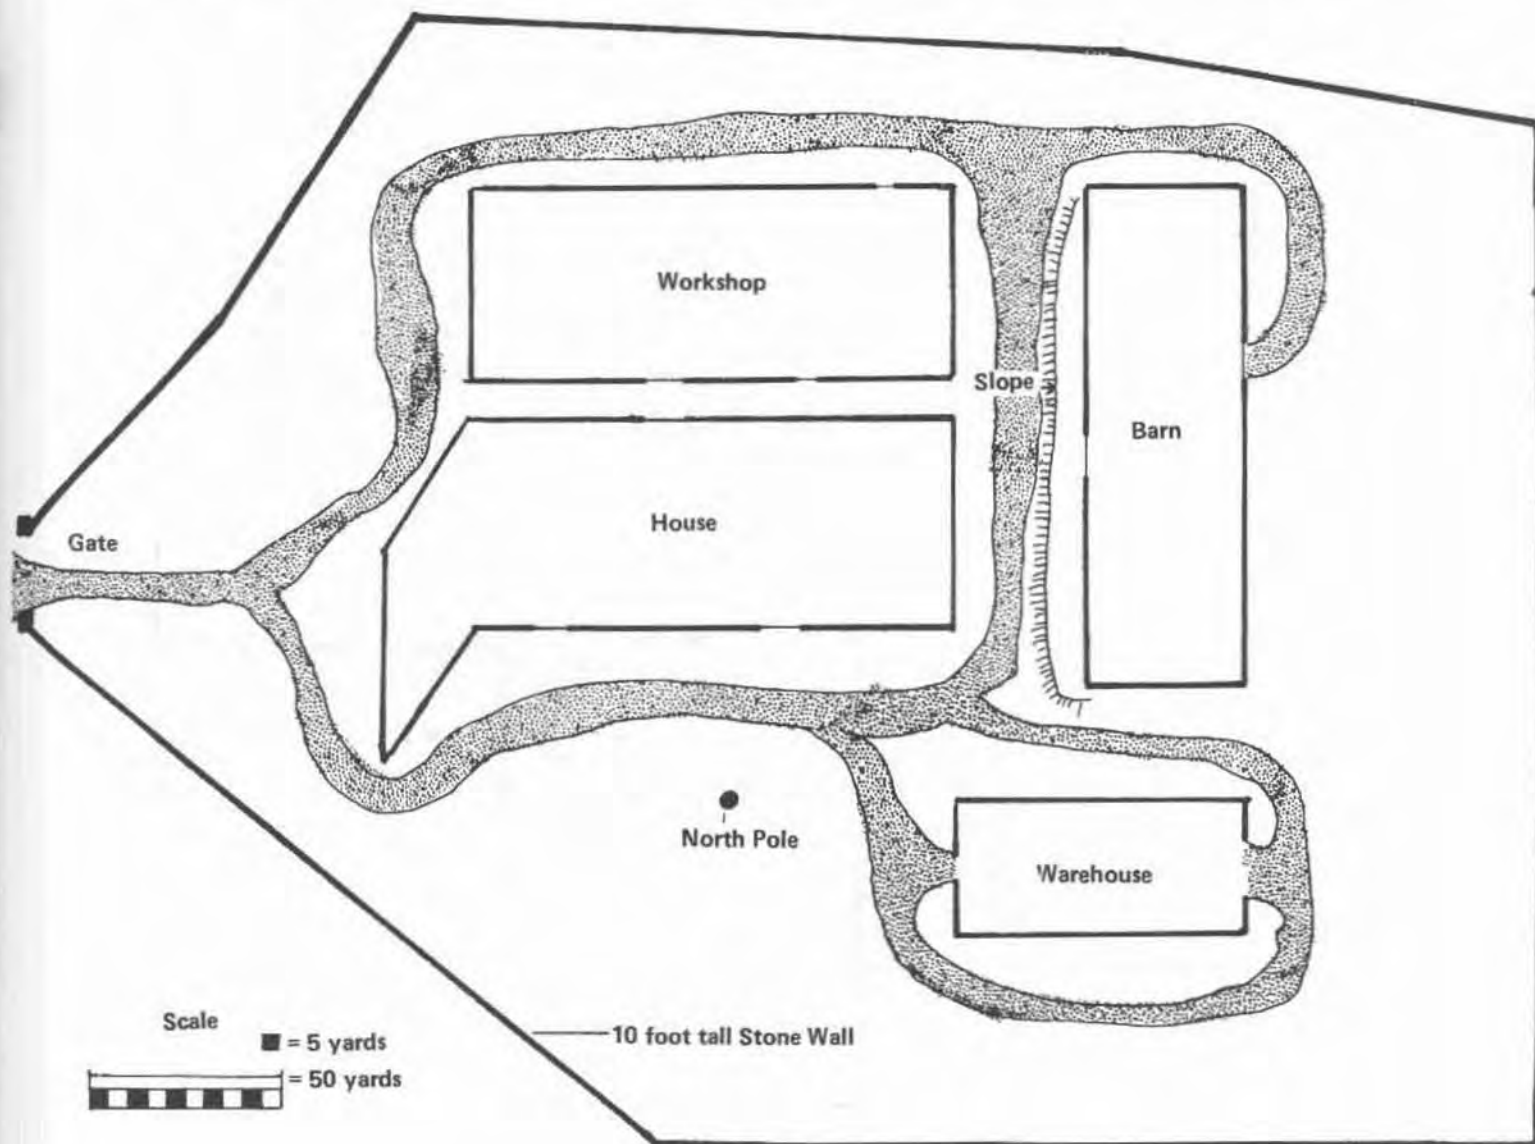 Workshop
Slope
Barn
House
Gate
North Pole
Warehouse
Scale
= 5 yards
10 foot tall Stone Wall
= 50 yards